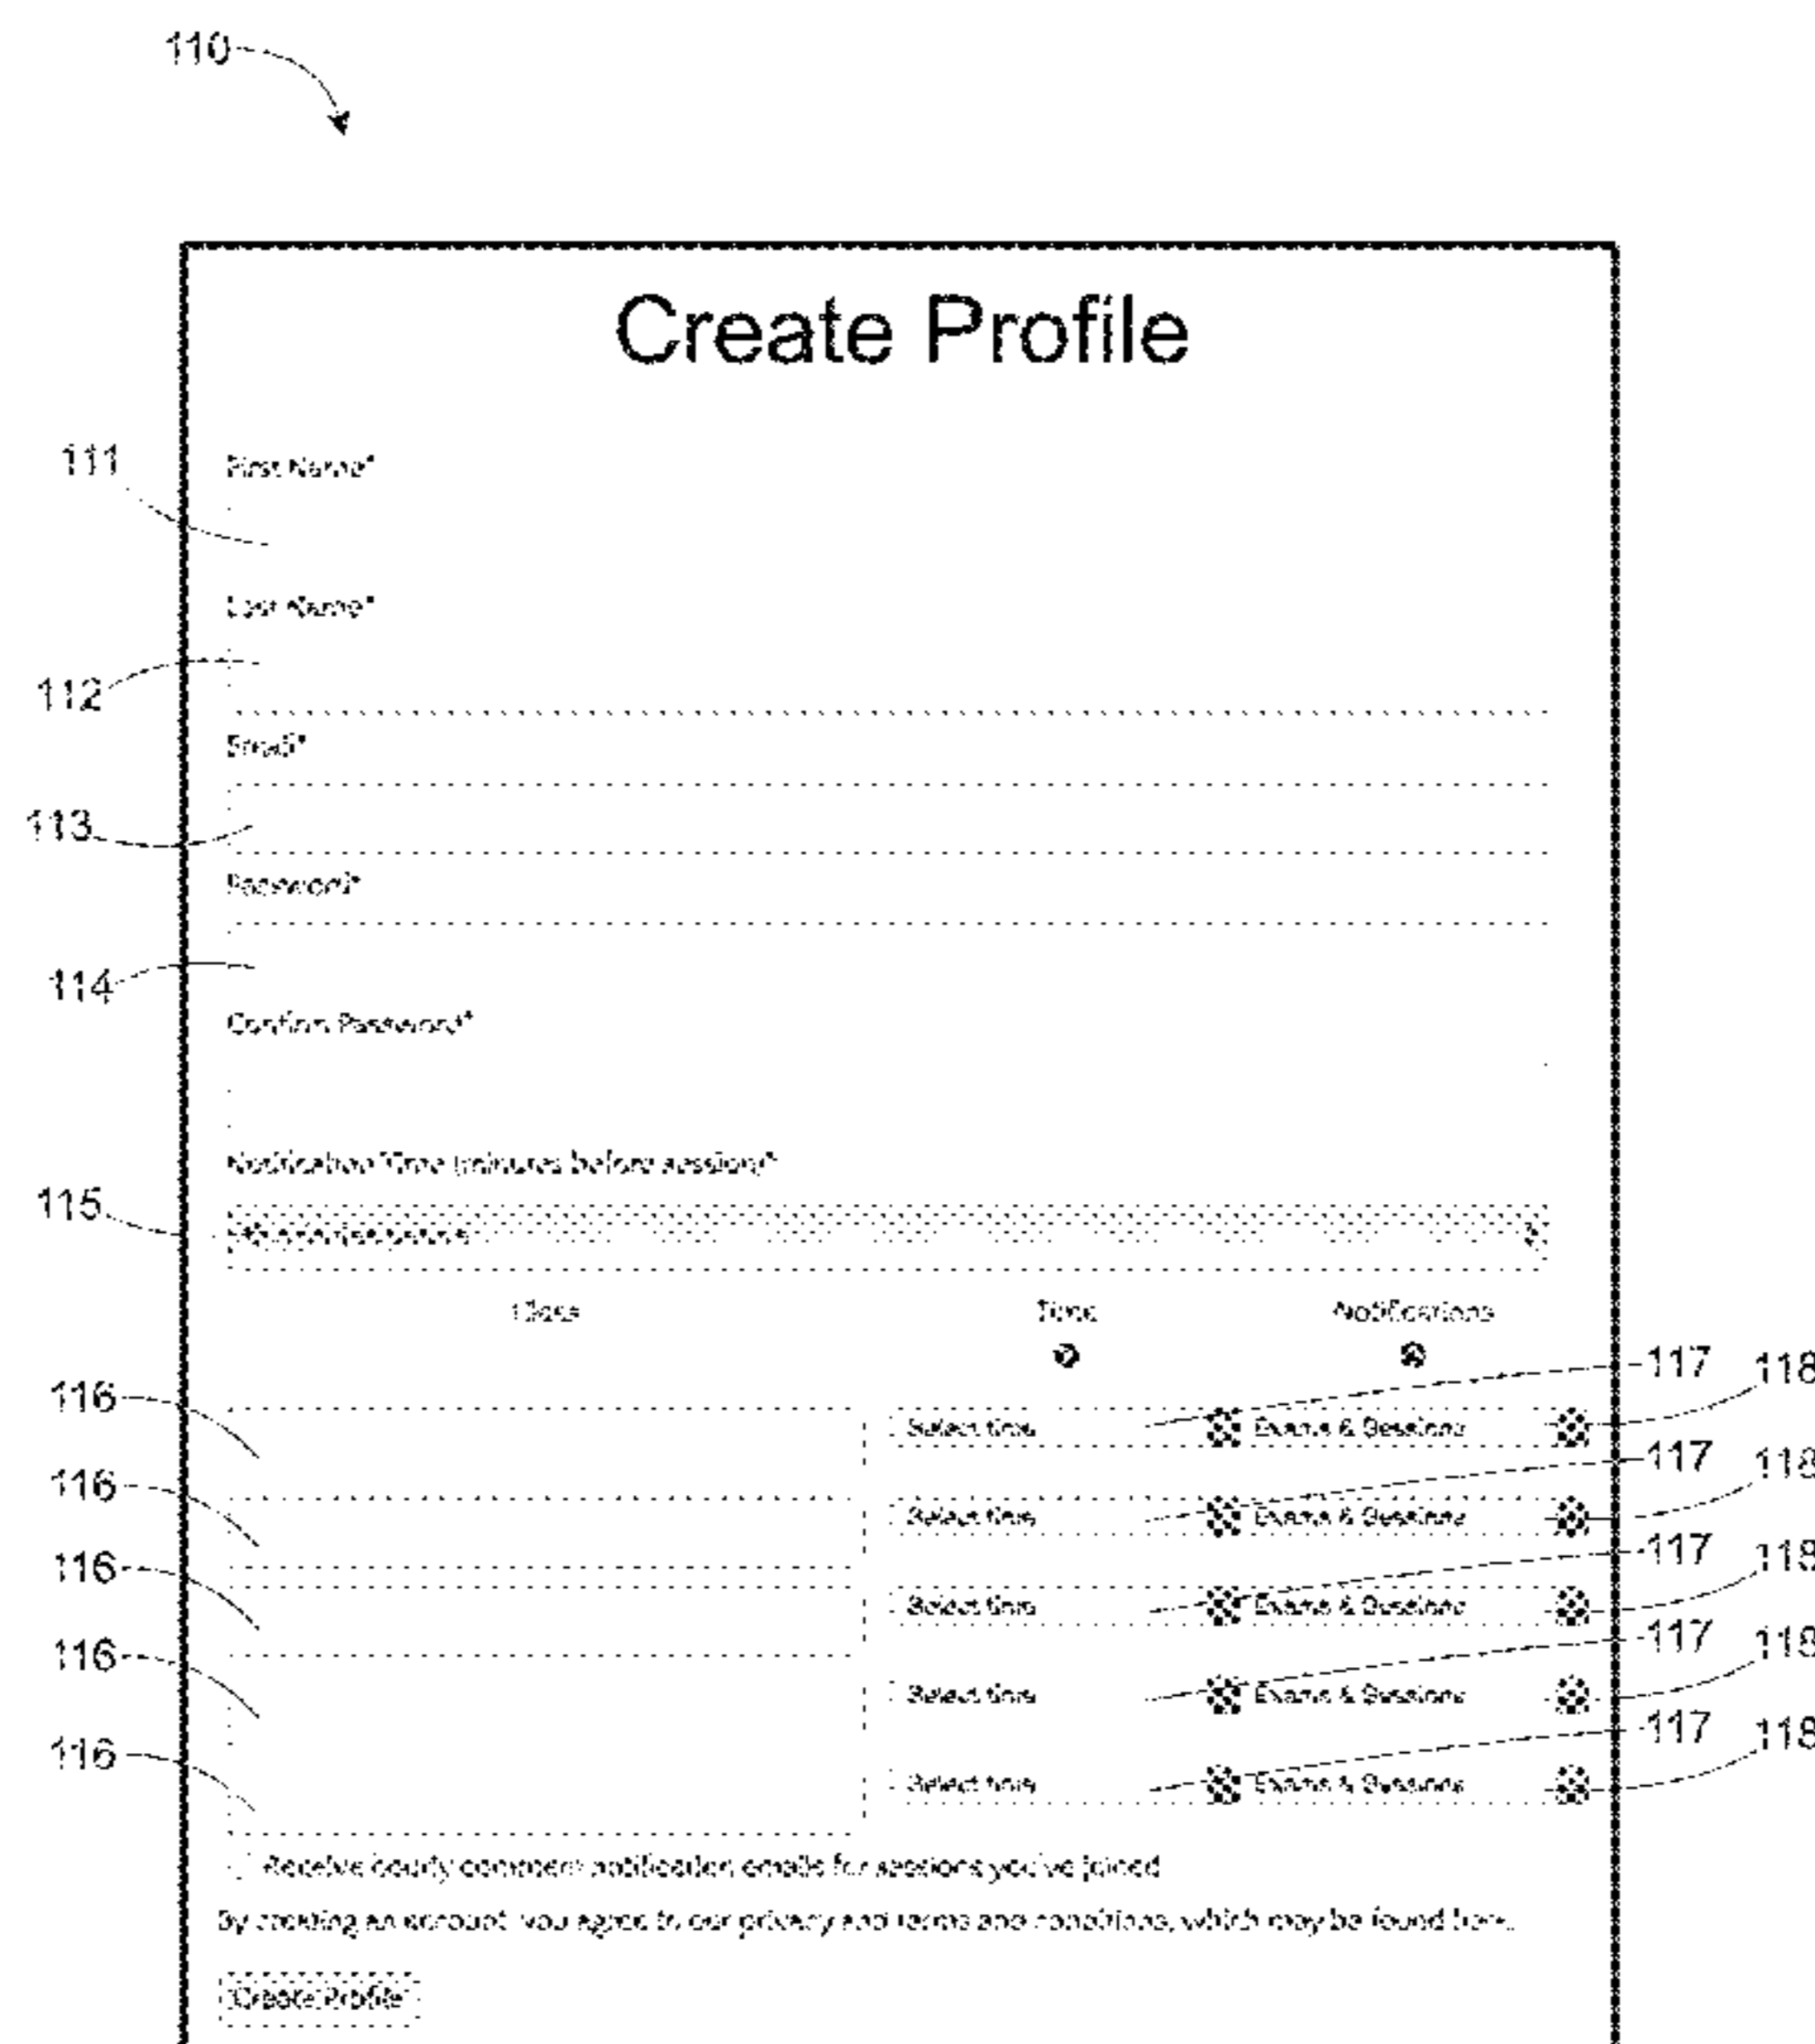 110
Create Profile
111
First Name*
Last Name*
112
Email*
113
Password*
114
Confirm Password*
Notification Time (minutes before session)*
115
Class Time Notifications
116 Select time Exams & Sessions 117 118
116 Select time Exams & Sessions 117 118
116 Select time Exams & Sessions 117 118
116 Select time Exams & Sessions 117 118
116 Select time Exams & Sessions 117 118
Receive hourly comment notification emails for sessions you've joined
By creating an account, you agree to our privacy and terms and conditions, which may be found here.
Create Profile